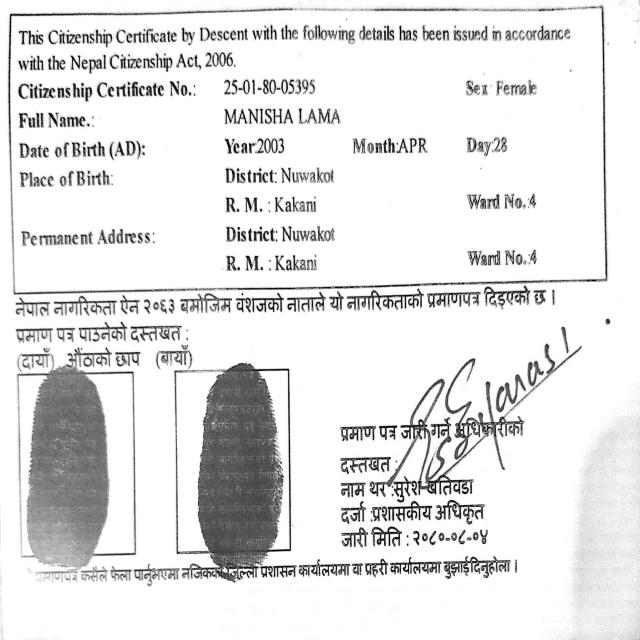 This Citizenship Certificate by Descent with the following details has been issued in accordance
with the Nepal Citizenship Act, 2006.
Citizenship Certificate No.: 25-01-80-05395 Sex: Female
Full Name.: MANISHA LAMA
Date of Birth (AD): Year:2003 Month:APR Day:28
Place of Birth: District: Nuwakot
R. M. : Kakani Ward No.:4
Permanent Address: District: Nuwakot
R. M. : Kakani Ward No.:4
नेपाल नागरिकता ऐन २०६३ बमोजिम वंशजको नाताले यो नागरिकताको प्रमाणपत्र दिइएको छ ।
प्रमाण पत्र पाउनेको दस्तखत :
(दायाँ) औंठाको छाप (बायाँ)
प्रमाण पत्र जारी गर्ने अधिकारीको
दस्तखत :
नाम थर :सुरेश खतिवडा
दर्जा :प्रशासकीय अधिकृत
जारी मिति : २०८०-०८-०४
प्रमाणपत्र कसैले फेला पार्नुभएमा नजिकको जिल्ला प्रशासन कार्यालयमा वा प्रहरी कार्यालयमा बुझाईदिनुहोला ।